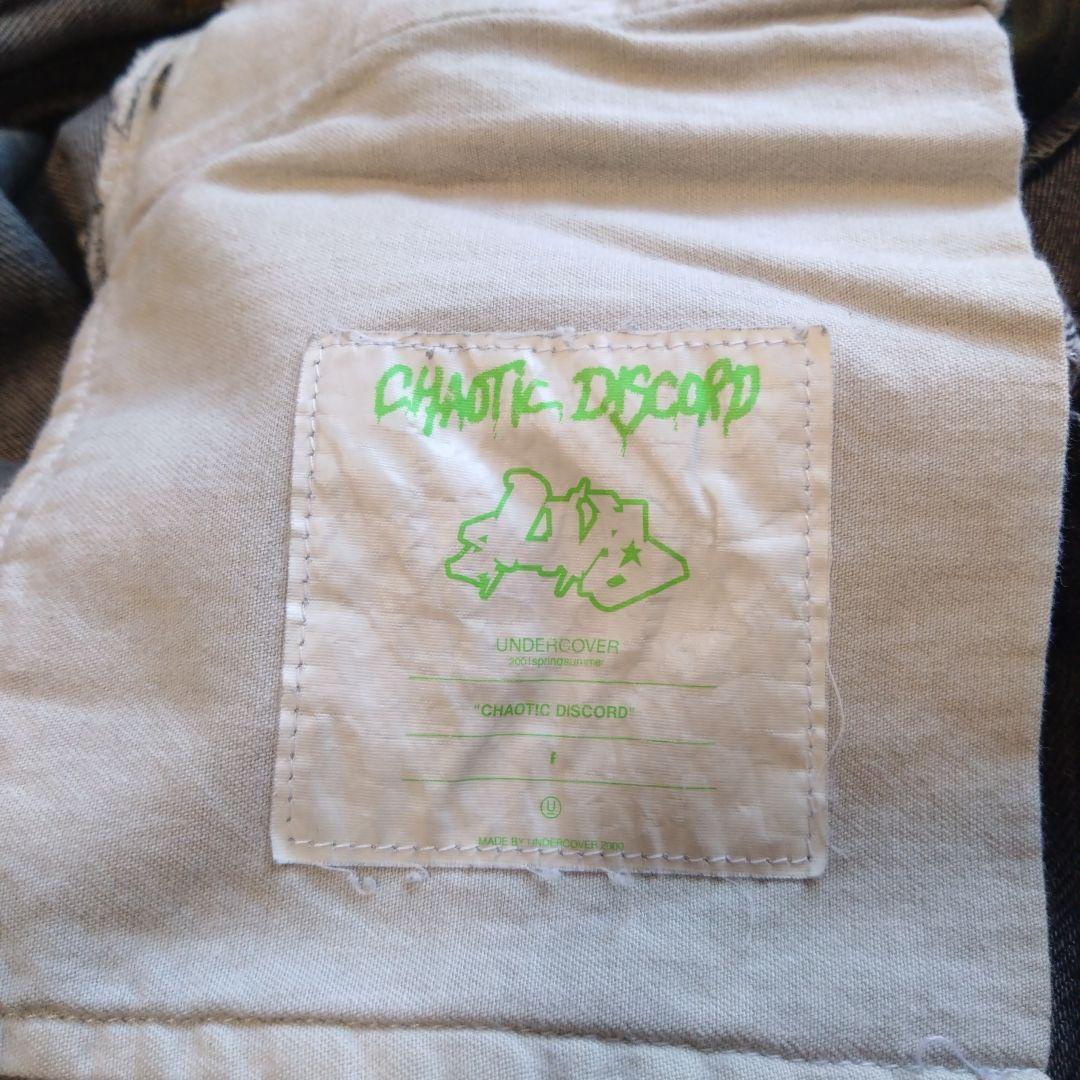 CHAOTIC DISCORD
UNDERCOVER
2001springsummer
"CHAOTIC DISCORD"
F
U
MADE BY UNDERCOVER 2000